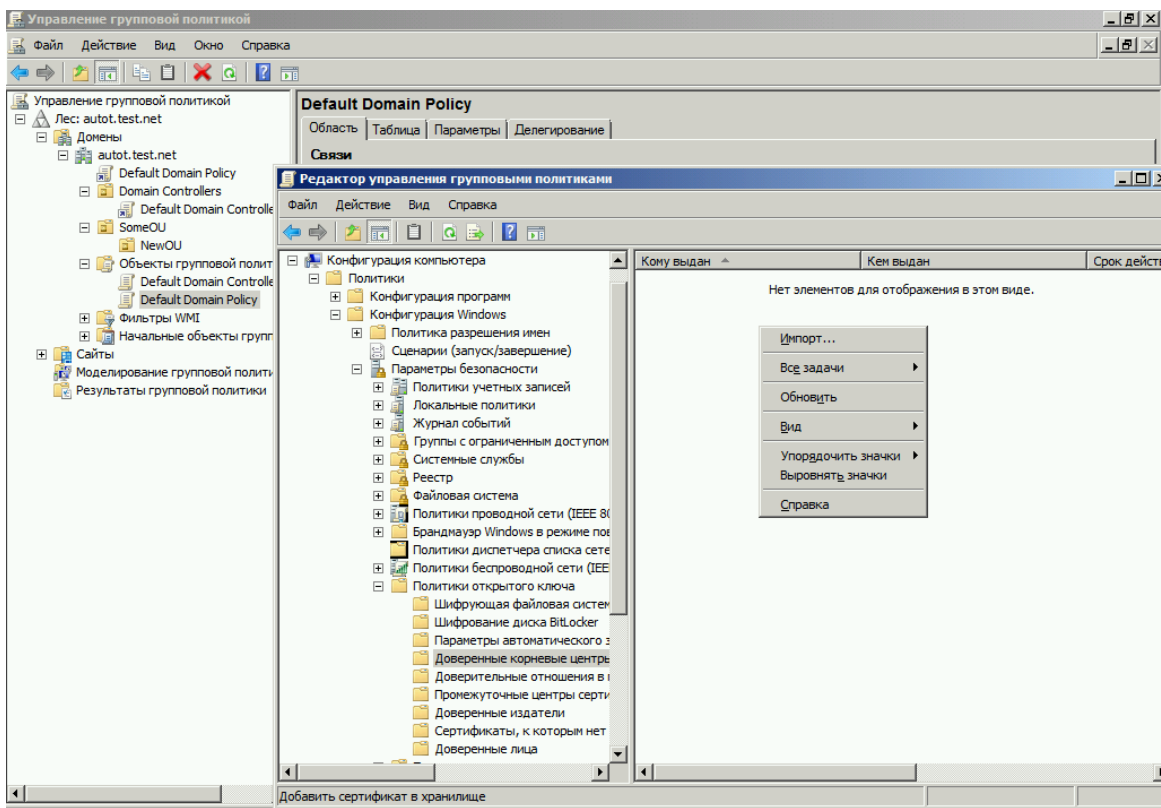 Управление групповой политикой
Файл Действие Вид Окно Справка
Управление групповой политикой
Лес: autot.test.net
Домены
autot.test.net
Default Domain Policy
Domain Controllers
Default Domain Controlle
SomeOU
NewOU
Объекты групповой полит
Default Domain Controlle
Default Domain Policy
Фильтры WMI
Начальные объекты групп
Сайты
Моделирование групповой полити
Результаты групповой политики
Default Domain Policy
Область Таблица Параметры Делегирование
Связи
Редактор управления групповыми политиками
Файл Действие Вид Справка
Конфигурация компьютера
Политики
Конфигурация программ
Конфигурация Windows
Политика разрешения имен
Сценарии (запуск/завершение)
Параметры безопасности
Политики учетных записей
Локальные политики
Журнал событий
Группы с ограниченным доступом
Системные службы
Реестр
Файловая система
Политики проводной сети (IEEE 80
Брандмауэр Windows в режиме пов
Политики диспетчера списка сете
Политики беспроводной сети (IEE
Политики открытого ключа
Шифрующая файловая систем
Шифрование диска BitLocker
Параметры автоматического з
Доверенные корневые центры
Доверительные отношения в п
Промежуточные центры серти
Доверенные издатели
Сертификаты, к которым нет
Доверенные лица
Кому выдан Кем выдан Срок дейст
Нет элементов для отображения в этом виде.
Импорт...
Все задачи
Обновить
Вид
Упорядочить значки
Выровнять значки
Справка
Добавить сертификат в хранилище